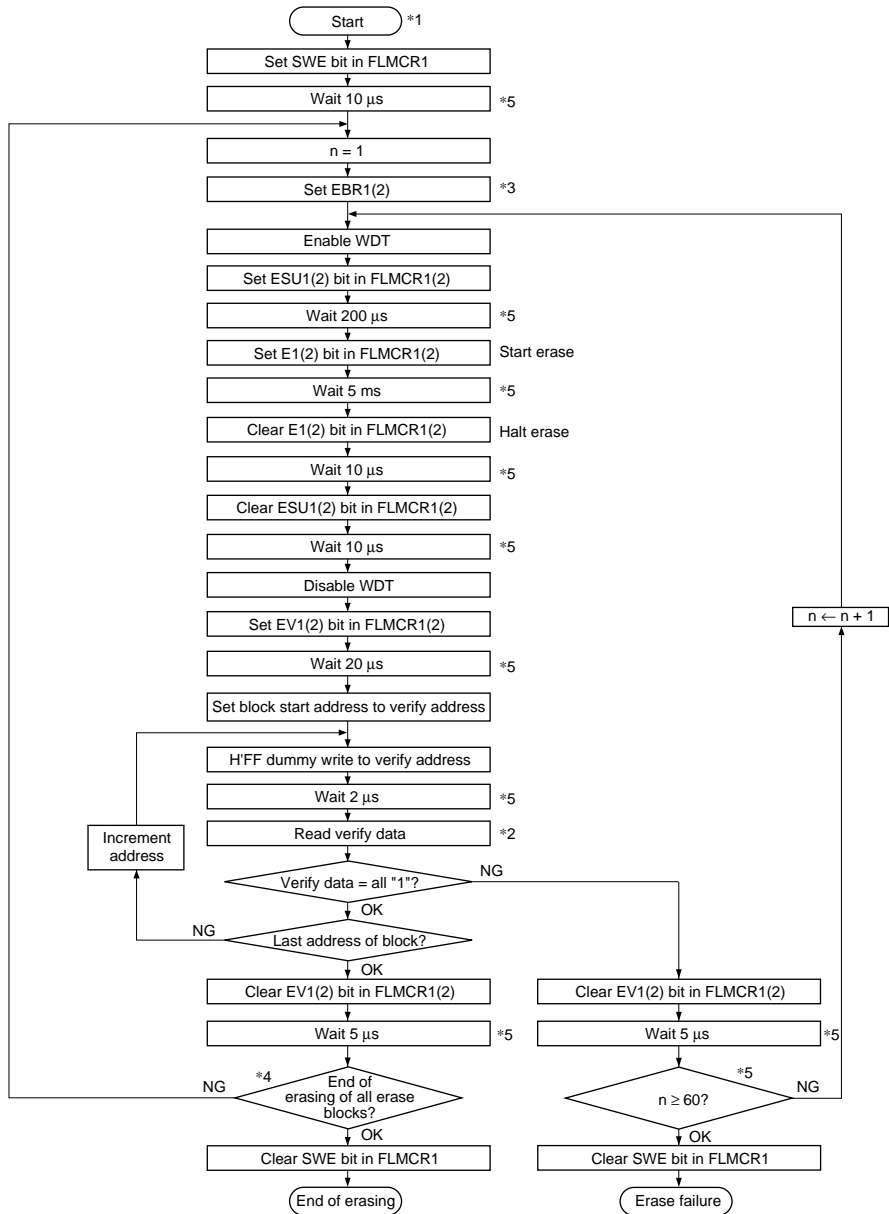 Start *1
Set SWE bit in FLMCR1
Wait 10 μs *5
n = 1
Set EBR1(2) *3
Enable WDT
Set ESU1(2) bit in FLMCR1(2)
Wait 200 μs *5
Set E1(2) bit in FLMCR1(2) Start erase
Wait 5 ms *5
Clear E1(2) bit in FLMCR1(2) Halt erase
Wait 10 μs *5
Clear ESU1(2) bit in FLMCR1(2)
Wait 10 μs *5
Disable WDT
Set EV1(2) bit in FLMCR1(2)
n ← n + 1
Wait 20 μs *5
Set block start address to verify address
H'FF dummy write to verify address
Wait 2 μs *5
Read verify data *2
Increment
address
Verify data = all "1"?
NG
OK
Last address of block?
NG
OK
Clear EV1(2) bit in FLMCR1(2)
Wait 5 μs *5
*4
End of
erasing of all erase
blocks?
NG
OK
Clear SWE bit in FLMCR1
End of erasing
Clear EV1(2) bit in FLMCR1(2)
Wait 5 μs *5
*5
n ≥ 60?
NG
OK
Clear SWE bit in FLMCR1
Erase failure